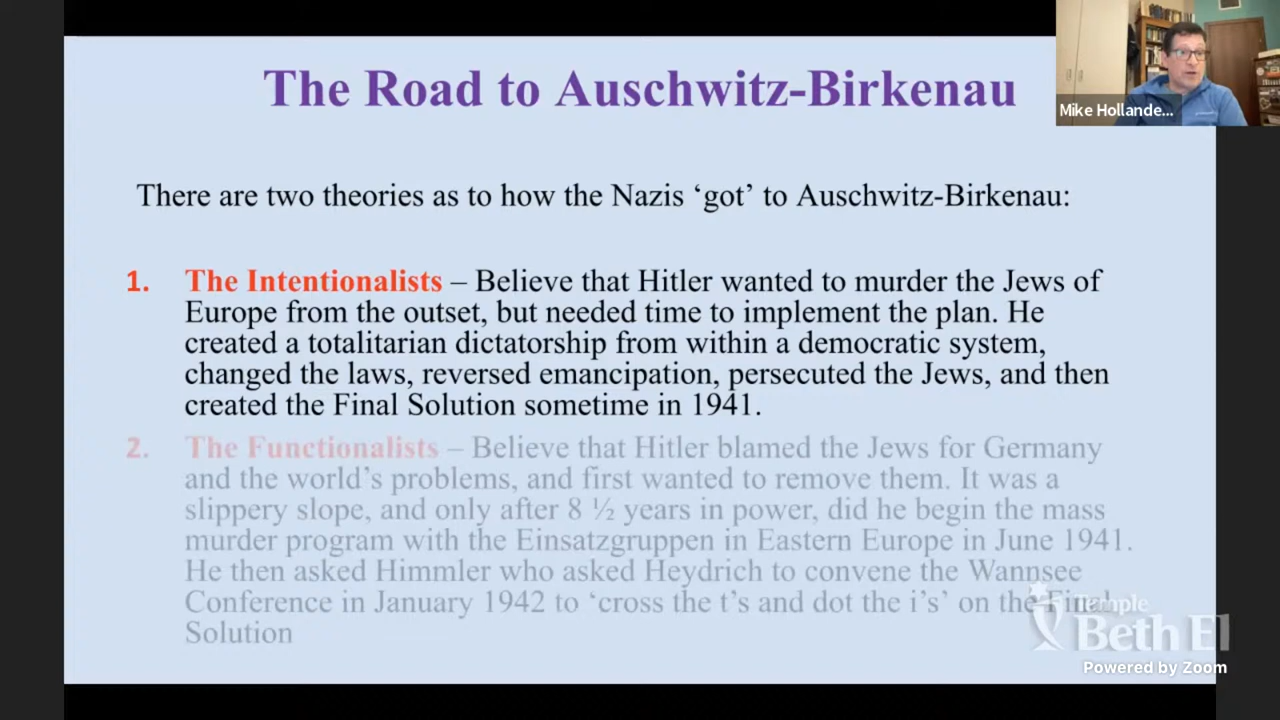 The Road to Auschwitz-Birkenau
Mike Hollande...
There are two theories as to how the Nazis ‘got’ to Auschwitz-Birkenau:
1. The Intentionalists – Believe that Hitler wanted to murder the Jews of
Europe from the outset, but needed time to implement the plan. He
created a totalitarian dictatorship from within a democratic system,
changed the laws, reversed emancipation, persecuted the Jews, and then
created the Final Solution sometime in 1941.
2. The Functionalists – Believe that Hitler blamed the Jews for Germany
and the world’s problems, and first wanted to remove them. It was a
slippery slope, and only after 8 ½ years in power, did he begin the mass
murder program with the Einsatzgruppen in Eastern Europe in June 1941.
He then asked Himmler who asked Heydrich to convene the Wannsee
Conference in January 1942 to ‘cross the t’s and dot the i’s’ on the Final
Solution
Temple
Beth El
Powered by Zoom